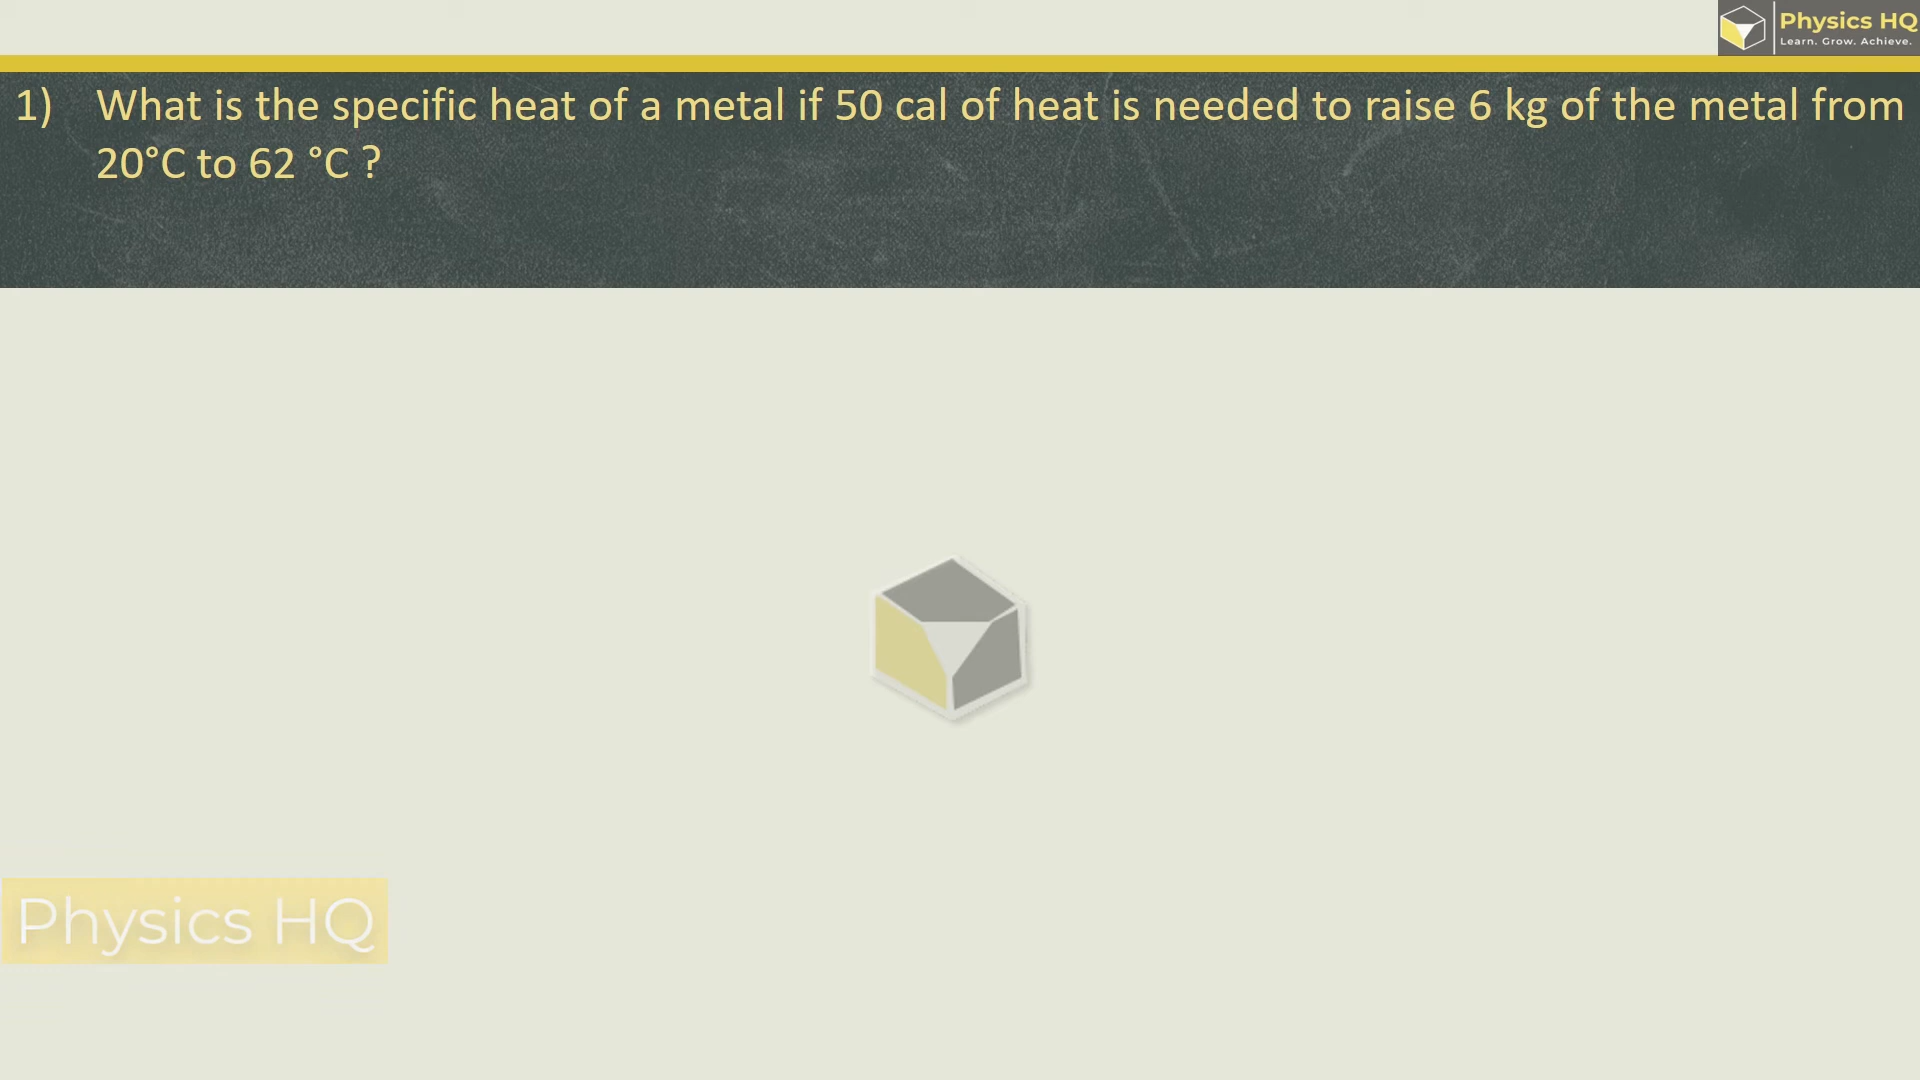 Physics HQ
Learn. Grow. Achieve.
1) What is the specific heat of a metal if 50 cal of heat is needed to raise 6 kg of the metal from
20°C to 62 °C ?
Physics HQ